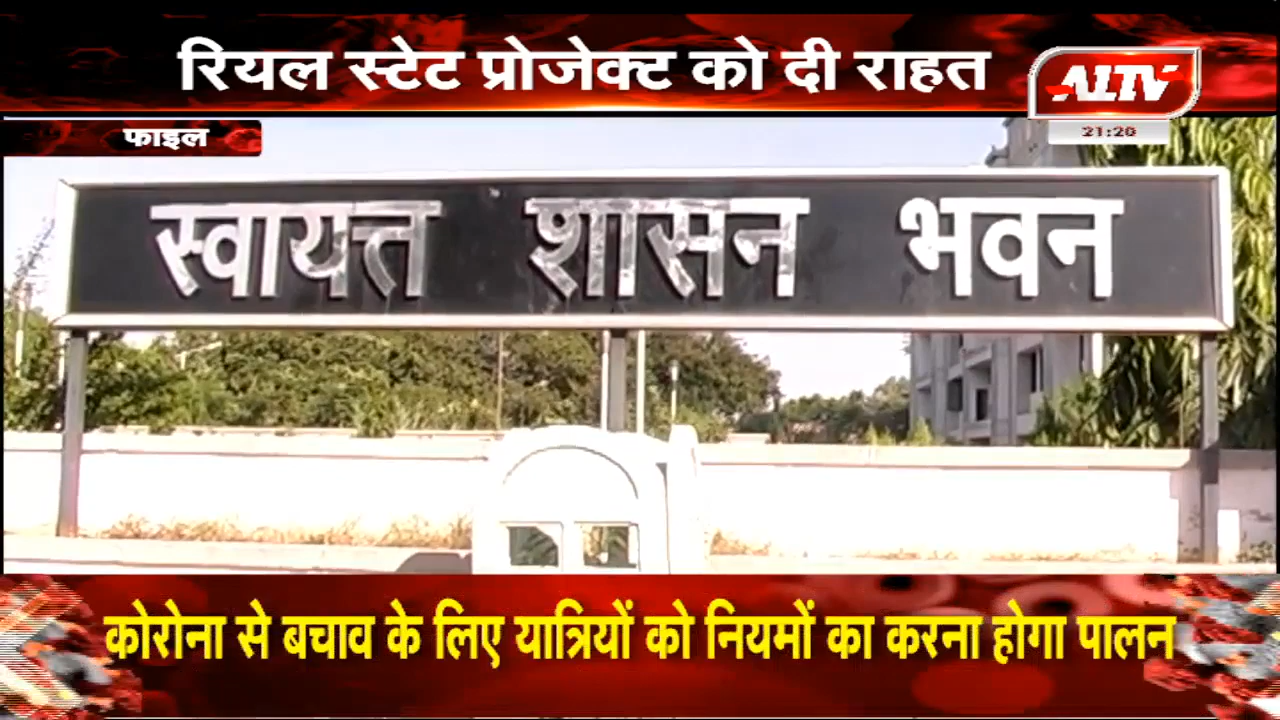 रियल स्टेट प्रोजेक्ट को दी राहत
ALTV
21:20
फाइल
स्वायत्त शासन भवन
कोरोना से बचाव के लिए यात्रियों को नियमों का करना होगा पालन